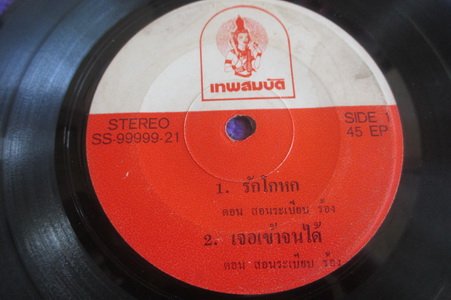 เทพสมบัติ
STEREO
SS-99999-21
SIDE 1
45 EP
1. รักโกหก
ดอน สอนระเบียบ ร้อง
2. เจอเข้าจนได้
ดอน สอนระเบียบ ร้อง